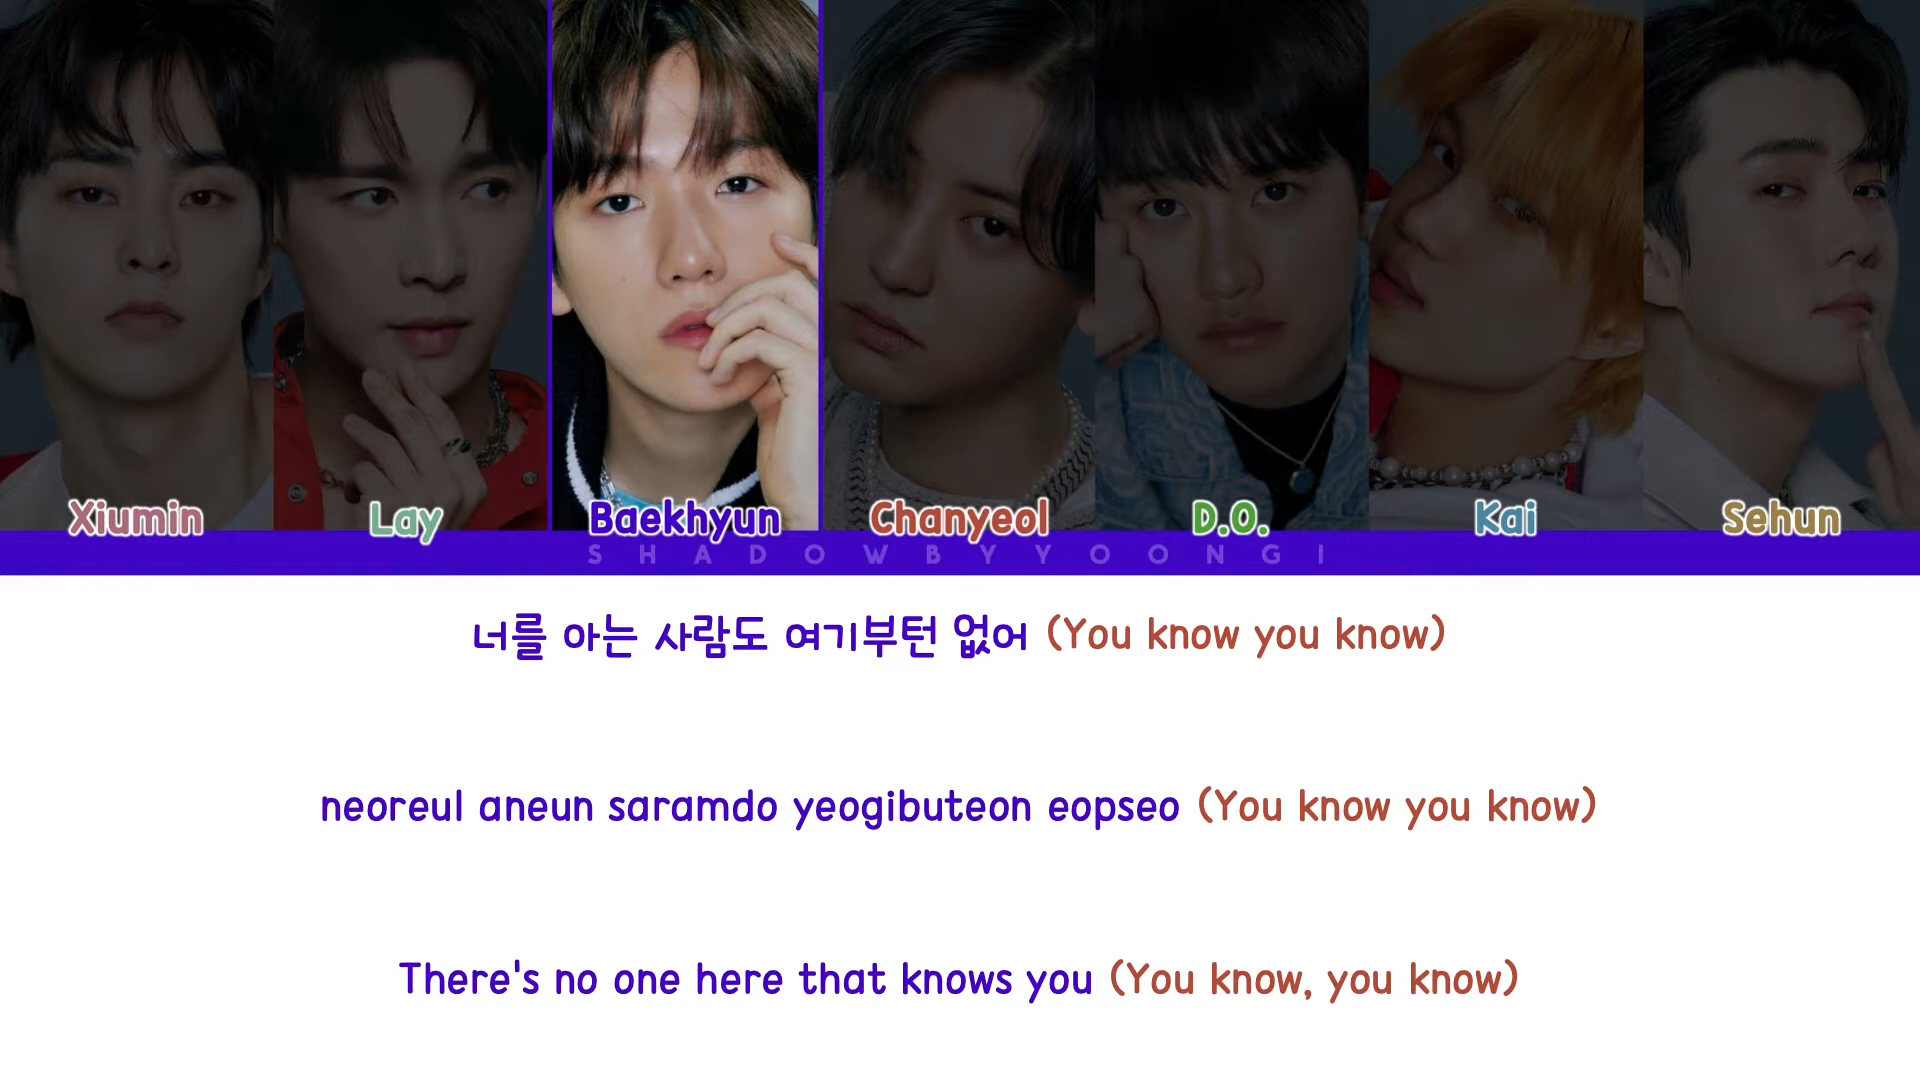 Xiumin Lay Baekhyun Chanyeol D.O. Kai Sehun
SHADOWBYYOONGI
너를 아는 사람도 여기부턴 없어 (You know you know)
neoreul aneun saramdo yeogibuteon eopseo (You know you know)
There's no one here that knows you (You know, you know)